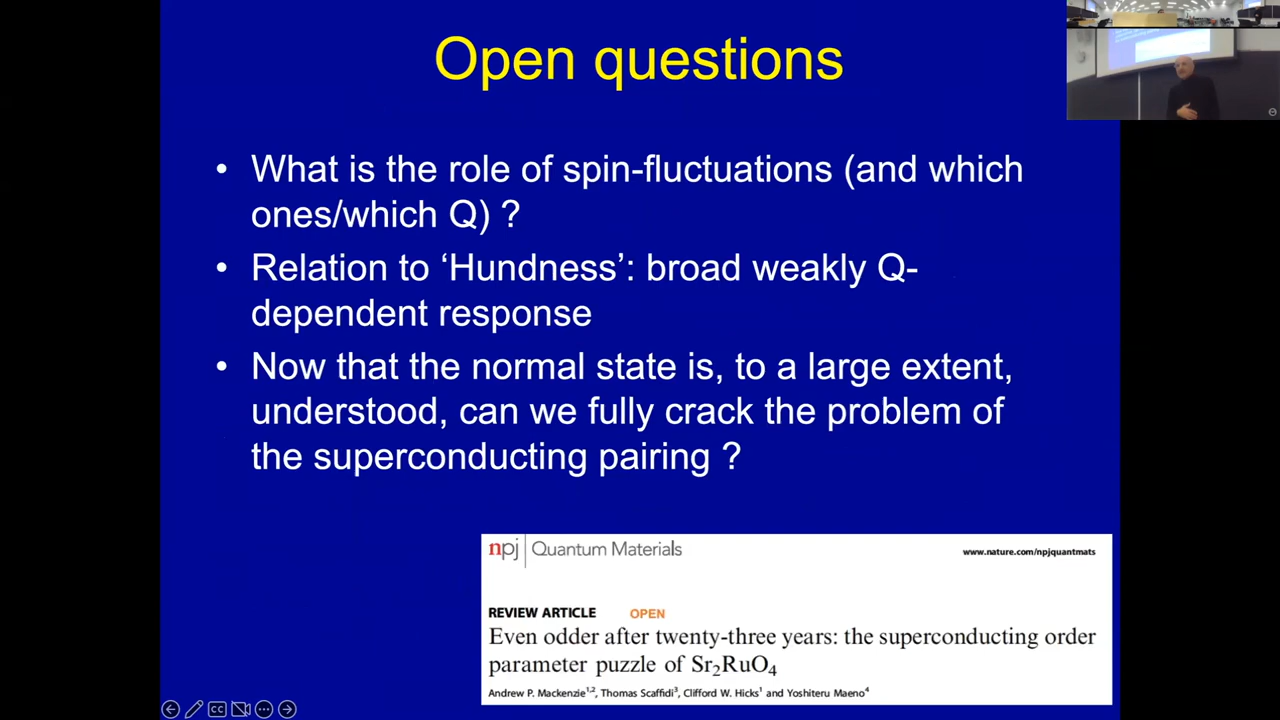 Open questions
• What is the role of spin-fluctuations (and which
ones/which Q) ?
• Relation to ‘Hundness’: broad weakly Q-
dependent response
• Now that the normal state is, to a large extent,
understood, can we fully crack the problem of
the superconducting pairing ?
npj Quantum Materials
www.nature.com/npjquantmats
REVIEW ARTICLE OPEN
Even odder after twenty-three years: the superconducting order
parameter puzzle of Sr₂RuO₄
Andrew P. Mackenzie¹,², Thomas Scaffidi³, Clifford W. Hicks¹ and Yoshiteru Maeno⁴
CC